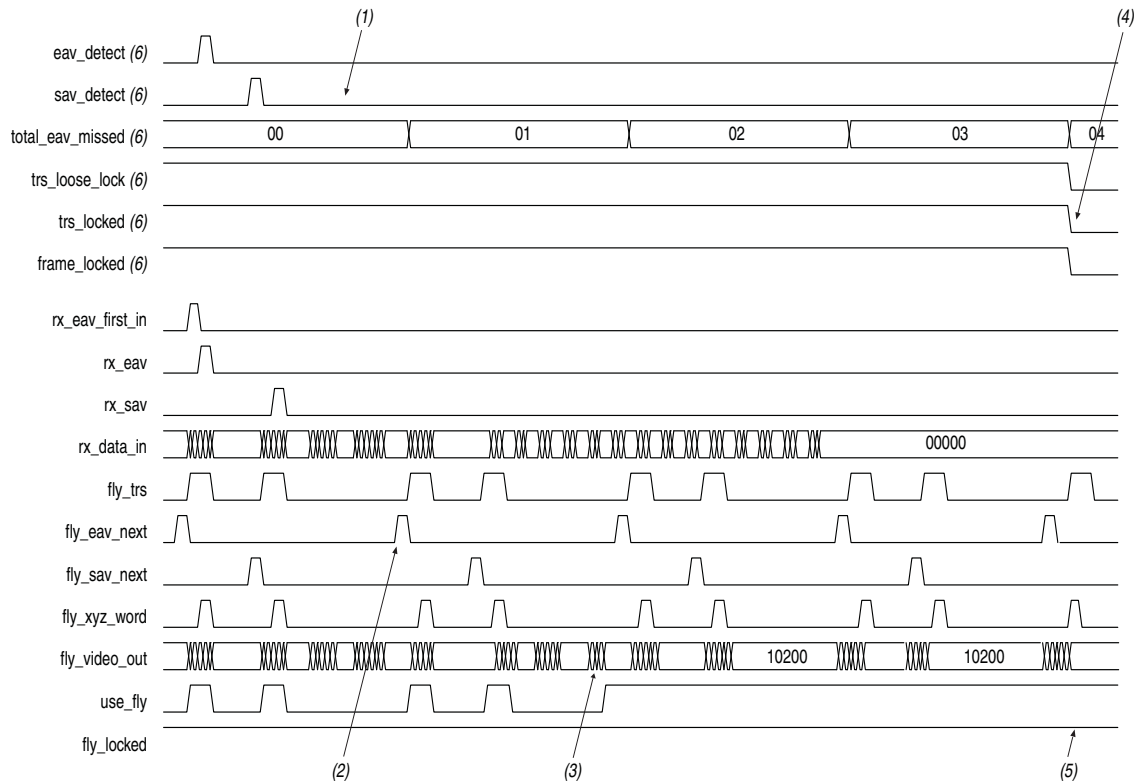 (1) (4)
eav_detect (6)
sav_detect (6)
total_eav_missed (6) 00 01 02 03 04
trs_loose_lock (6)
trs_locked (6)
frame_locked (6)
rx_eav_first_in
rx_eav
rx_sav
rx_data_in 00000
fly_trs
fly_eav_next
fly_sav_next
fly_xyz_word
fly_video_out 10200 10200
use_fly
fly_locked
(2) (3) (5)